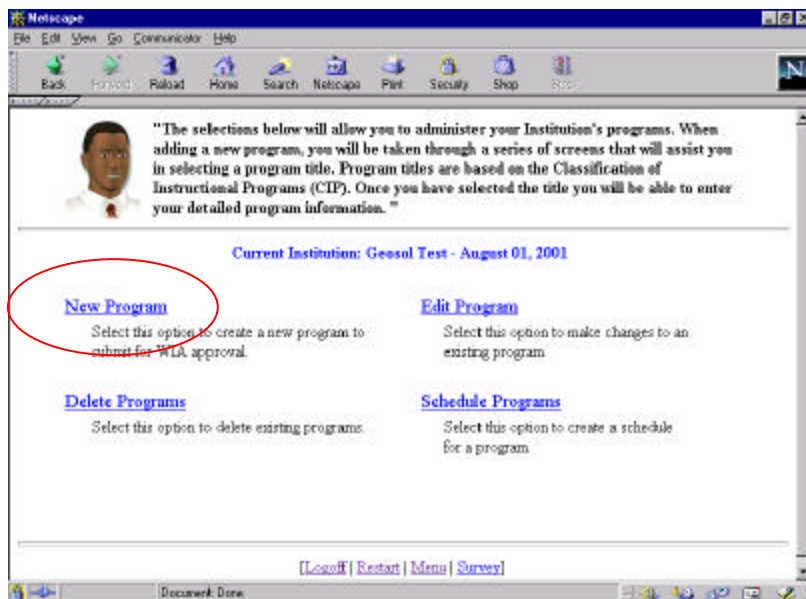 Netscape
File Edit View Go Communicator Help
Back Forward Reload Home Search Netscape Print Security Shop Stop
N
"The selections below will allow you to administer your Institution's programs. When
adding a new program, you will be taken through a series of screens that will assist you
in selecting a program title. Program titles are based on the Classification of
Instructional Programs (CIP). Once you have selected the title you will be able to enter
your detailed program information. "
Current Institution: Geosol Test - August 01, 2001
New Program
Select this option to create a new program to
submit for WIA approval.
Edit Program
Select this option to make changes to an
existing program
Delete Programs
Select this option to delete existing programs.
Schedule Programs
Select this option to create a schedule
for a program
[Logoff | Restart | Menu | Survey]
Document: Done